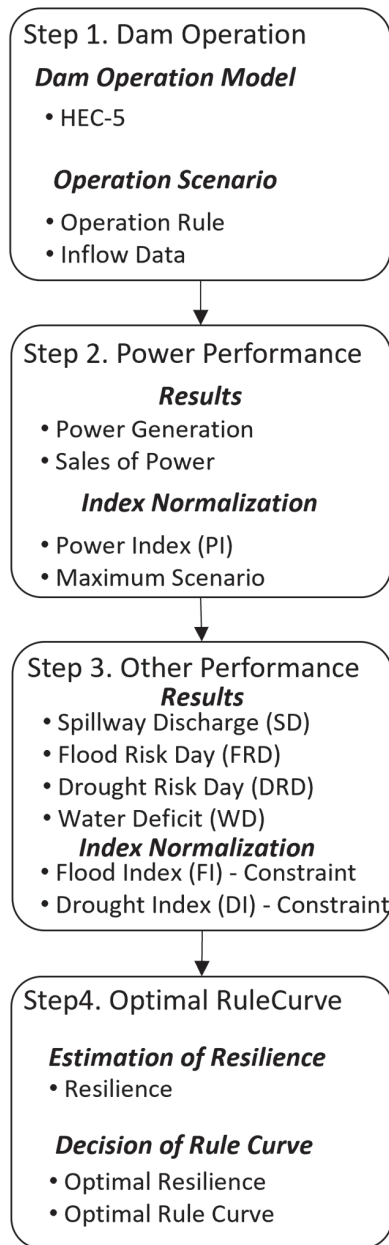 Step 1. Dam Operation
Dam Operation Model
• HEC-5
Operation Scenario
• Operation Rule
• Inflow Data
Step 2. Power Performance
Results
• Power Generation
• Sales of Power
Index Normalization
• Power Index (PI)
• Maximum Scenario
Step 3. Other Performance
Results
• Spillway Discharge (SD)
• Flood Risk Day (FRD)
• Drought Risk Day (DRD)
• Water Deficit (WD)
Index Normalization
• Flood Index (FI) - Constraint
• Drought Index (DI) - Constraint
Step4. Optimal RuleCurve
Estimation of Resilience
• Resilience
Decision of Rule Curve
• Optimal Resilience
• Optimal Rule Curve